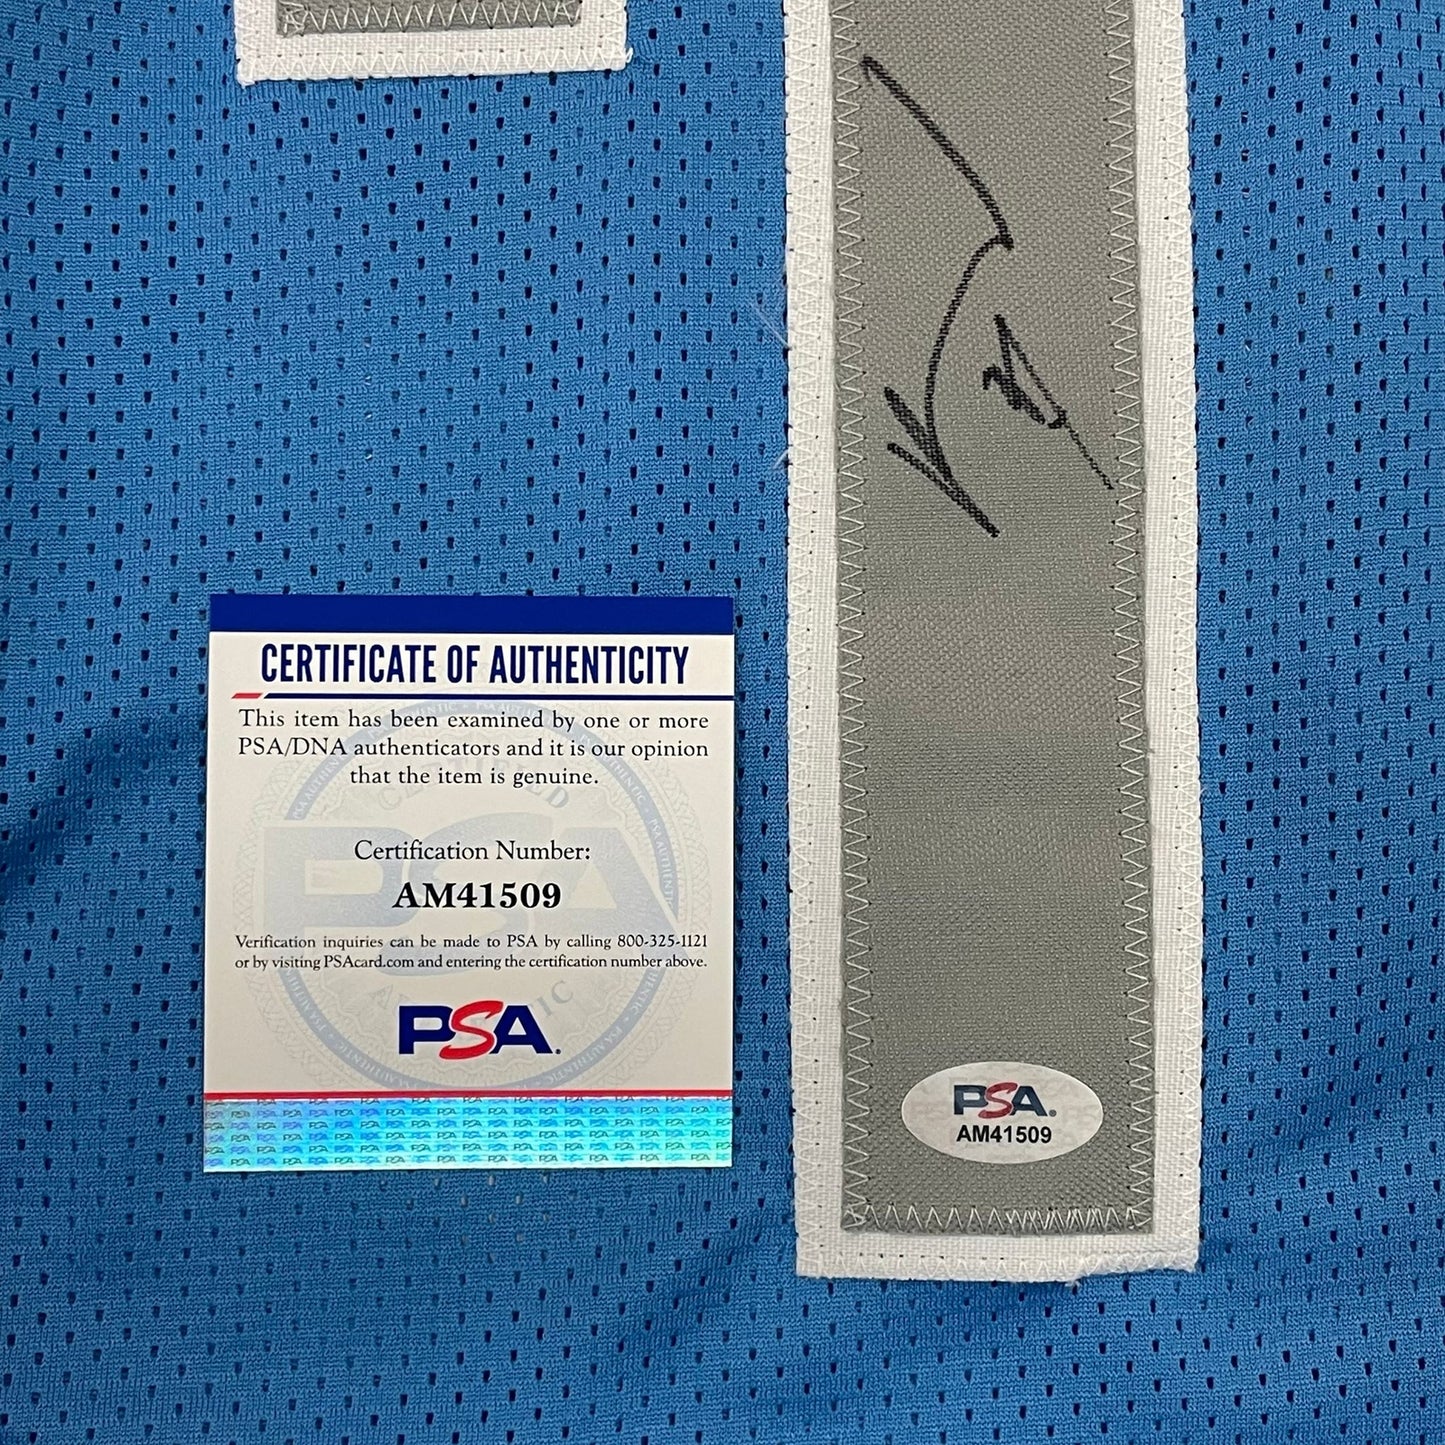 CERTIFICATE OF AUTHENTICITY
This item has been examined by one or more
PSA/DNA authenticators and it is our opinion
that the item is genuine.
Certification Number:
AM41509
Verification inquiries can be made to PSA by calling 800-325-1121
or by visiting PSAcard.com and entering the certification number above.
PSA.
PSA.
AM41509